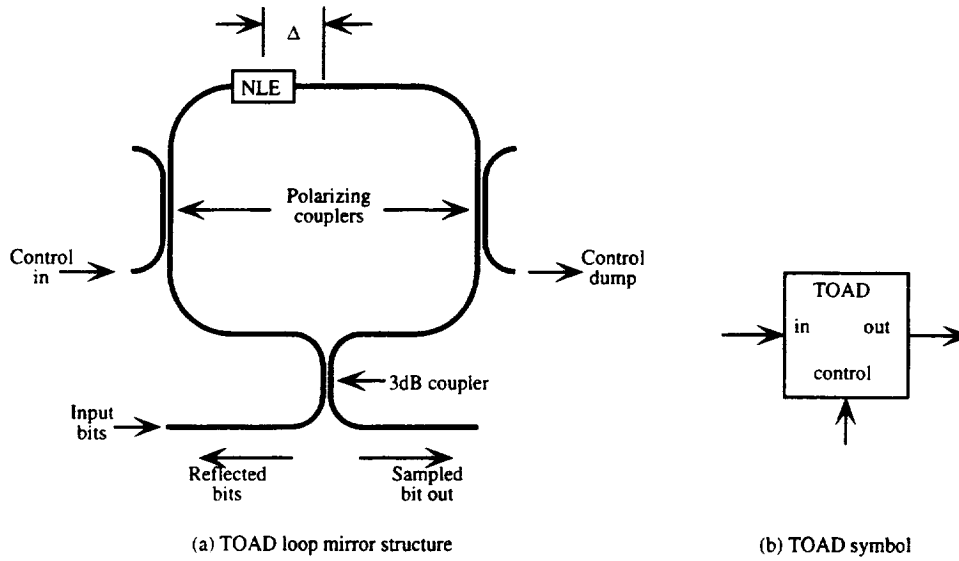 Δ
NLE
Polarizing
couplers
Control
in
Control
dump
TOAD
in out
control
3dB coupler
Input
bits
Reflected
bits
Sampled
bit out
(a) TOAD loop mirror structure
(b) TOAD symbol